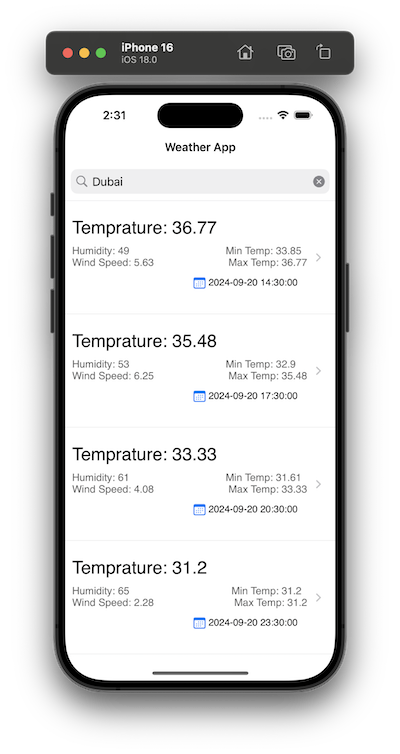 iPhone 16
iOS 18.0
2:31
Weather App
Dubai
Temprature: 36.77
Humidity: 49 Min Temp: 33.85
Wind Speed: 5.63 Max Temp: 36.77
2024-09-20 14:30:00
Temprature: 35.48
Humidity: 53 Min Temp: 32.9
Wind Speed: 6.25 Max Temp: 35.48
2024-09-20 17:30:00
Temprature: 33.33
Humidity: 61 Min Temp: 31.61
Wind Speed: 4.08 Max Temp: 33.33
2024-09-20 20:30:00
Temprature: 31.2
Humidity: 65 Min Temp: 31.2
Wind Speed: 2.28 Max Temp: 31.2
2024-09-20 23:30:00